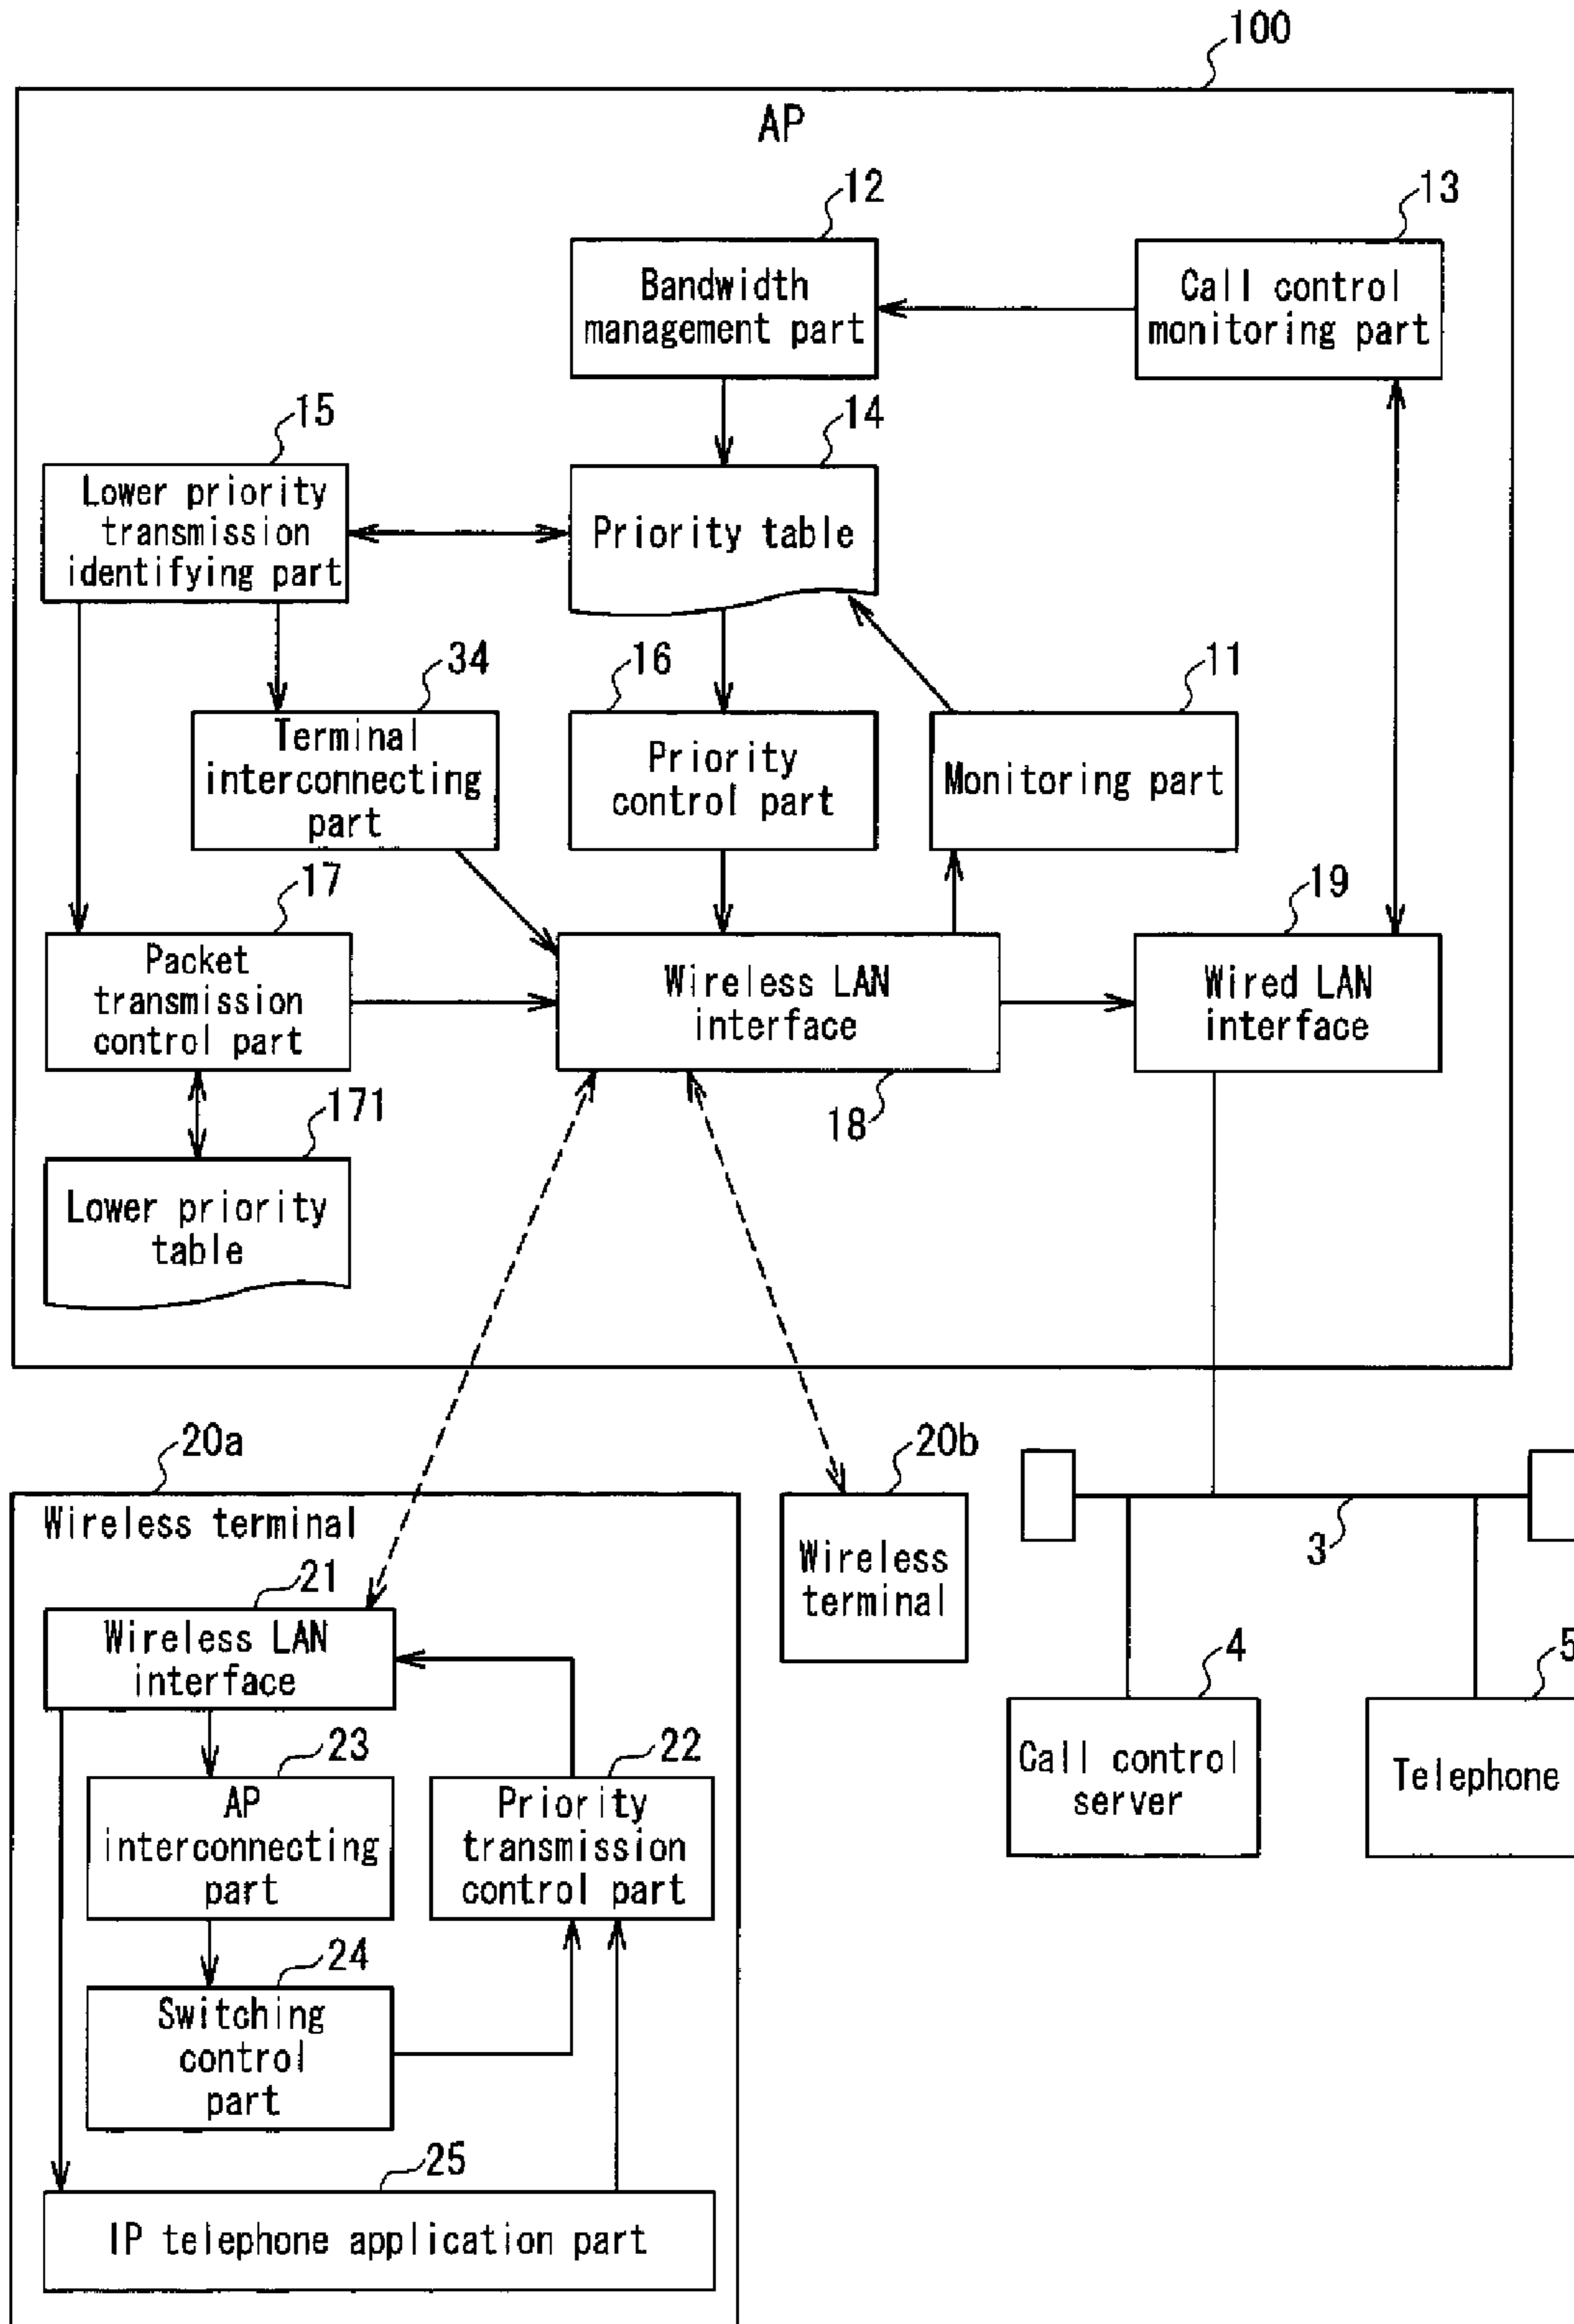 100
AP
12
13
Bandwidth
management part
Call control
monitoring part
15
14
Lower priority
transmission
identifying part
Priority table
34
16
11
Terminal
interconnecting
part
Priority
control part
Monitoring part
17
19
Packet
transmission
control part
Wireless LAN
interface
Wired LAN
interface
18
171
Lower priority
table
20a
20b
Wireless terminal
3
Wireless
terminal
21
Wireless LAN
interface
4
5
23
22
Call control
server
Telephone
AP
interconnecting
part
Priority
transmission
control part
24
Switching
control
part
25
IP telephone application part